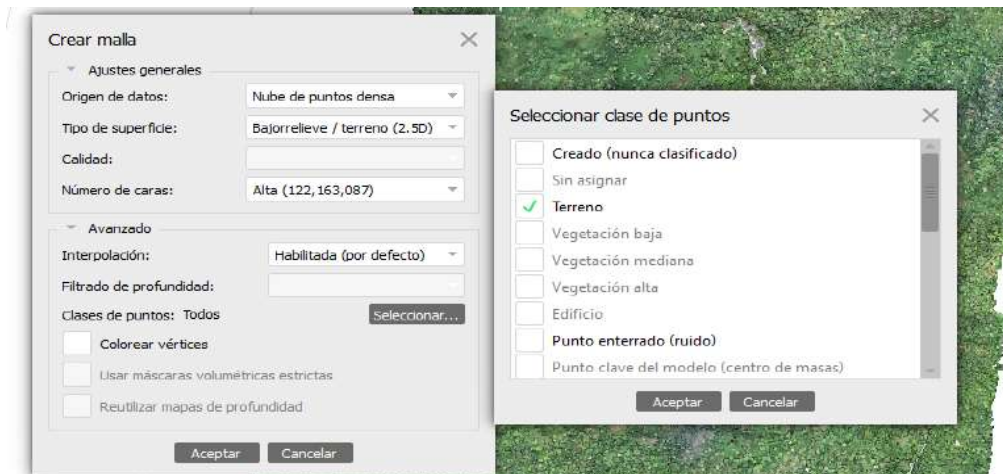 Crear malla
Ajustes generales
Origen de datos: Nube de puntos densa
Tipo de superficie: Bajorrelieve / terreno (2.5D)
Calidad:
Número de caras: Alta (122,163,087)
Avanzado
Interpolación: Habilitada (por defecto)
Filtrado de profundidad:
Clases de puntos: Todos Seleccionar...
Colorear vértices
Usar máscaras volumétricas estrictas
Reutilizar mapas de profundidad
Aceptar Cancelar
Seleccionar clase de puntos
Creado (nunca clasificado)
Sin asignar
Terreno
Vegetación baja
Vegetación mediana
Vegetación alta
Edificio
Punto enterrado (ruido)
Punto clave del modelo (centro de masas)
Aceptar Cancelar